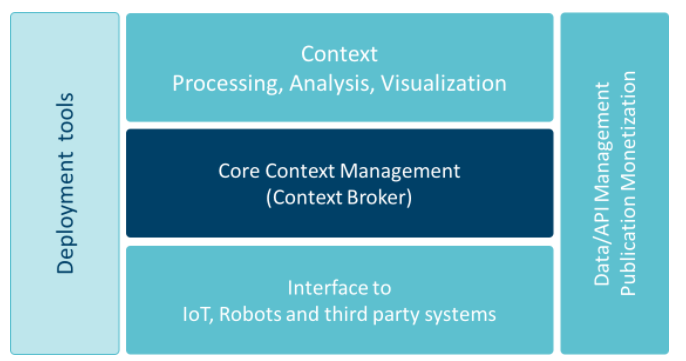 Deployment tools
Context
Processing, Analysis, Visualization
Core Context Management
(Context Broker)
Interface to
IoT, Robots and third party systems
Data/API Management
Publication Monetization